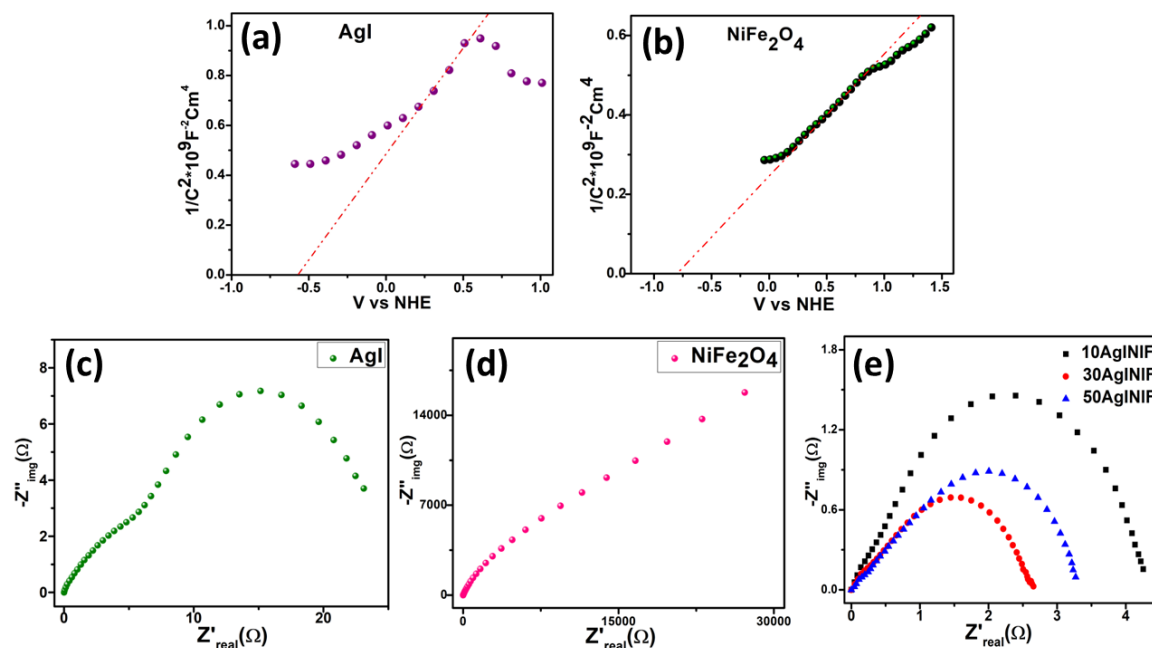 (a)
AgI
1/C²*10⁹F⁻²Cm⁴
1.0
0.8
0.6
0.4
0.2
0.0
-1.0
-0.5
0.0
0.5
1.0
V vs NHE
(b)
NiFe₂O₄
1/C²*10⁹F⁻²Cm⁴
0.6
0.4
0.2
0.0
-1.0
-0.5
0.0
0.5
1.0
1.5
V vs NHE
(c)
AgI
-Z''img(Ω)
8
6
4
2
0
0
10
20
Z'real(Ω)
(d)
NiFe₂O₄
-Z''img(Ω)
14000
7000
0
0
15000
30000
Z'real(Ω)
(e)
10AgINIF
30AgINIF
50AgINIF
-Z''img(Ω)
1.8
1.2
0.6
0.0
0
1
2
3
4
Z'real(Ω)